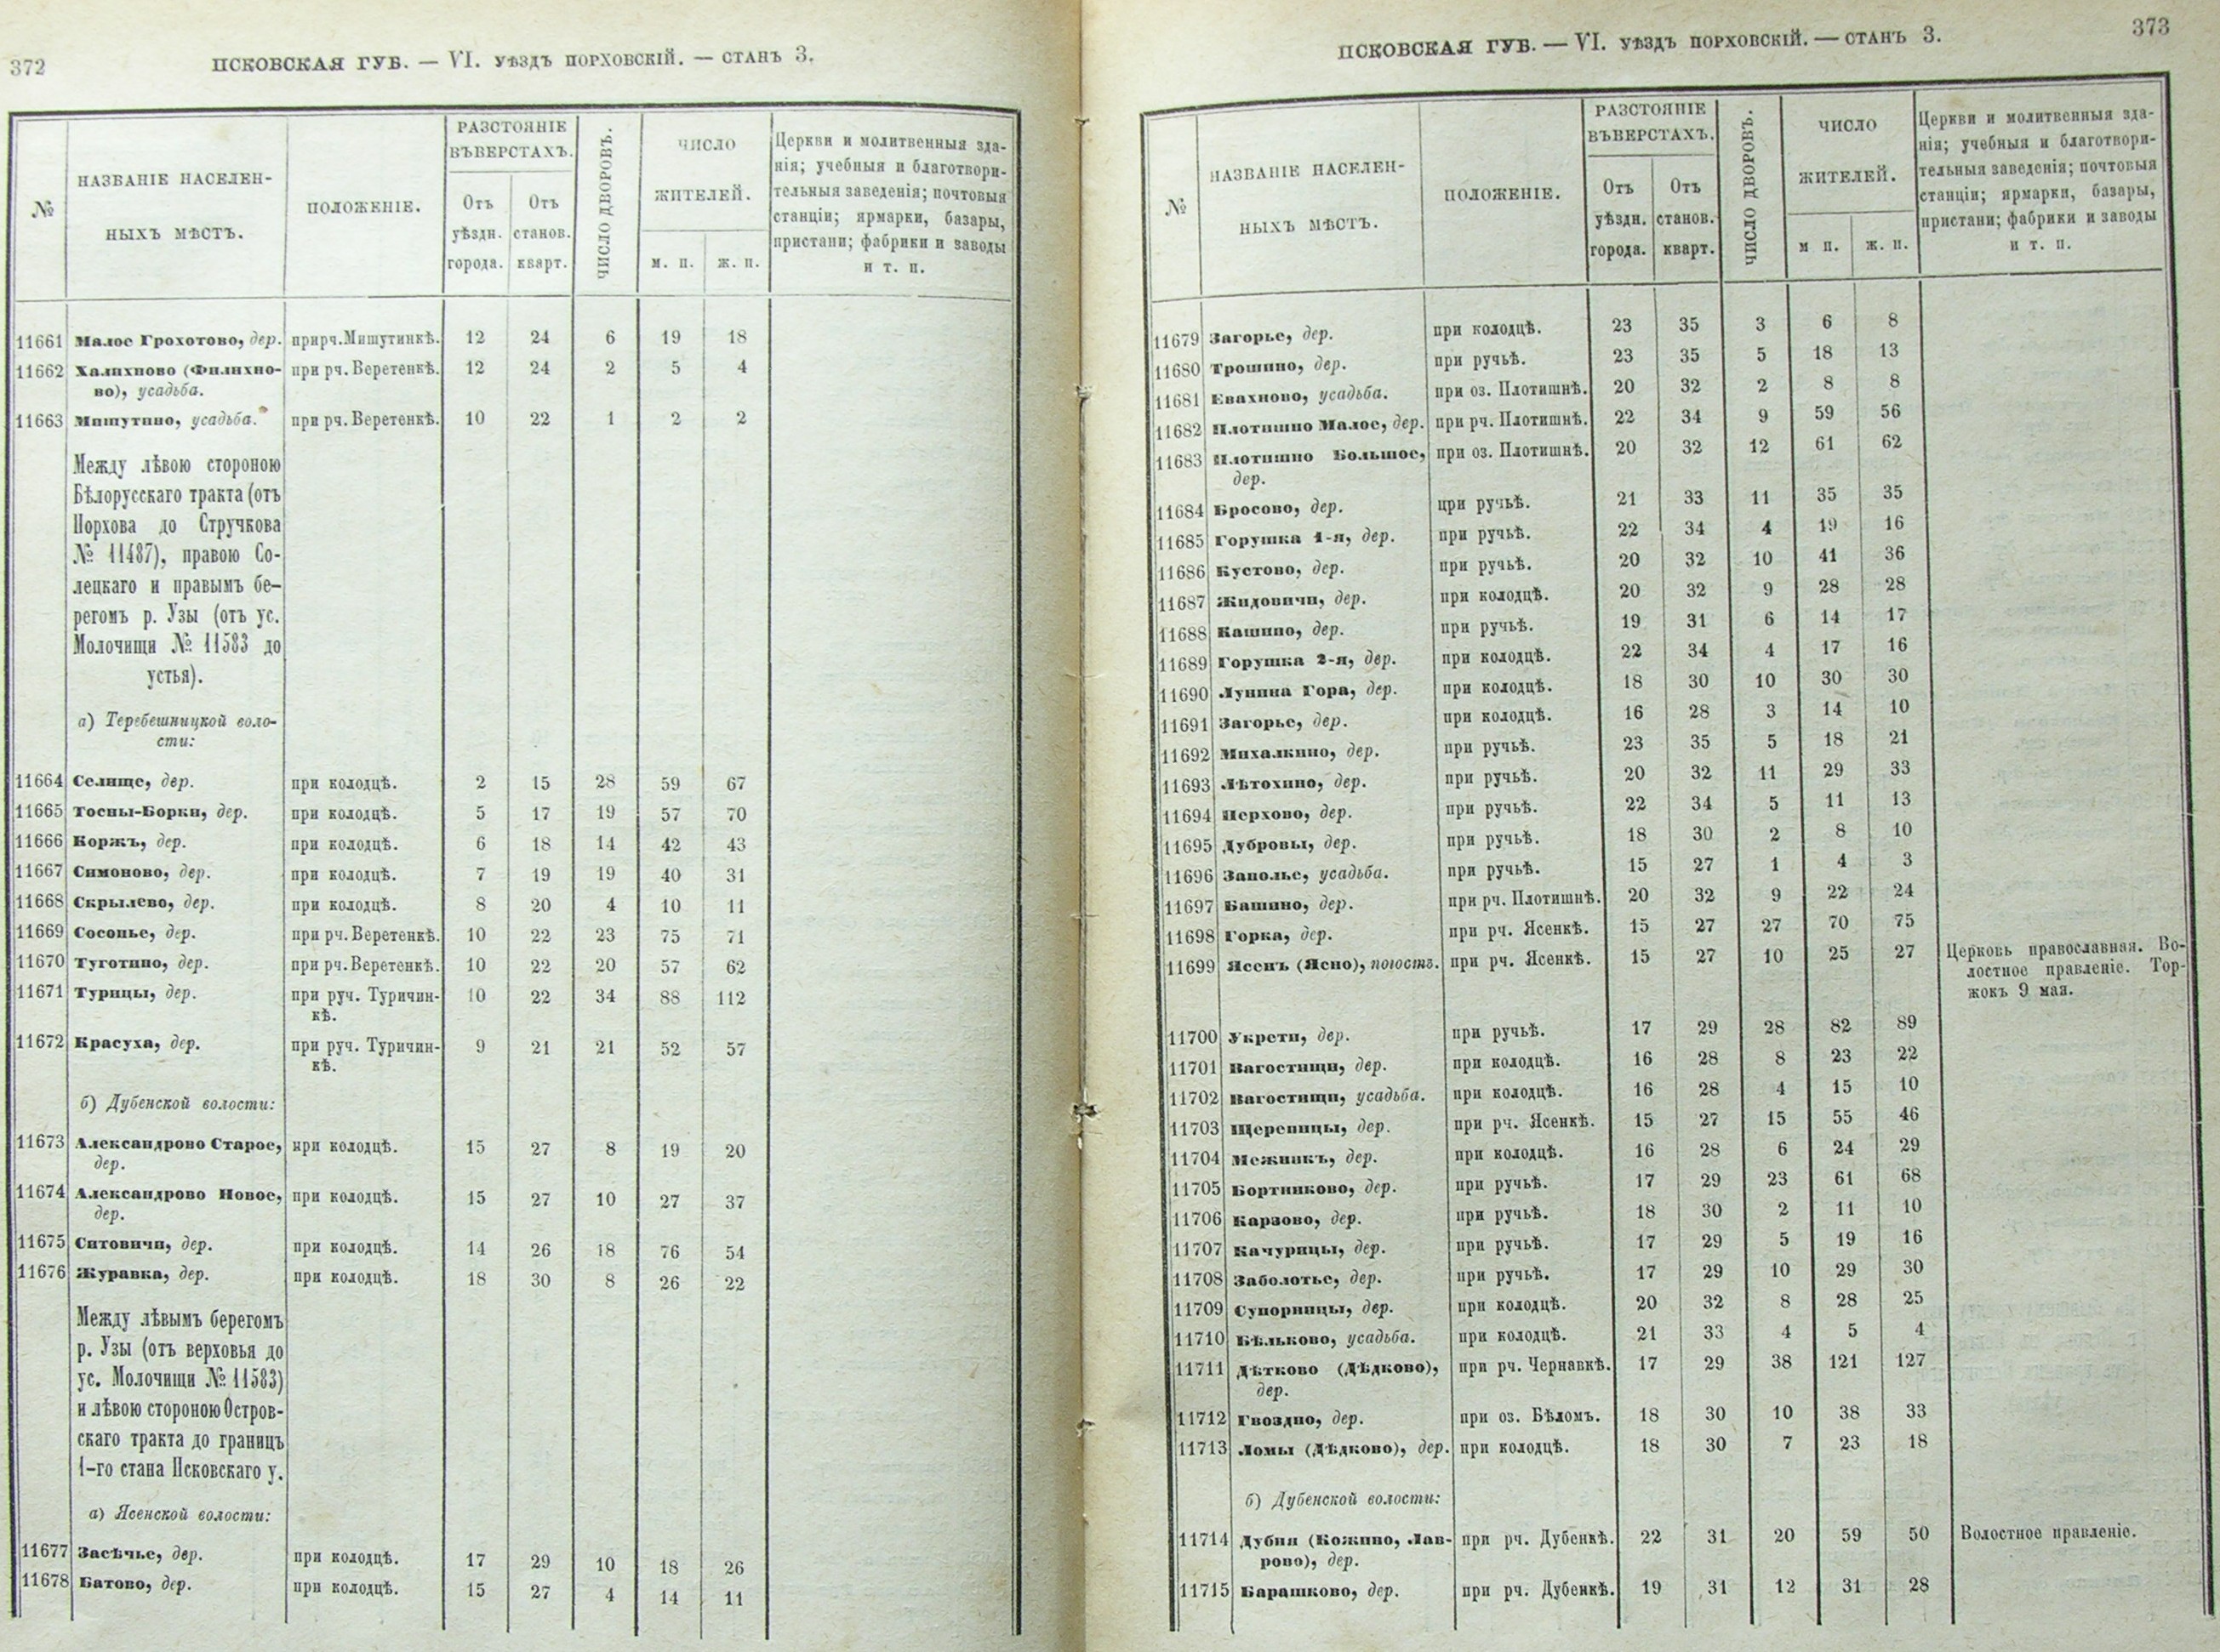 372
ПСКОВСКАЯ ГУБ. — VI. УѢЗДЪ ПОРХОВСКІЙ. — СТАНЪ 3.
№
НАЗВАНІЕ НАСЕЛЕН-
НЫХЪ МѢСТЪ.
ПОЛОЖЕНІЕ.
РАЗСТОЯНІЕ
ВЪ ВЕРСТАХЪ.
Отъ
уѣздн.
города.
Отъ
станов.
кварт.
ЧИСЛО ДВОРОВЪ.
ЧИСЛО
ЖИТЕЛЕЙ.
м. п.
ж. п.
Церкви и молитвенныя зда-
нія; учебныя и благотвори-
тельныя заведенія; почтовыя
станціи; ярмарки, базары,
пристани; фабрики и заводы
и т. п.
11661 Малое Грохотово, дер. при рч. Мишутинкѣ. 12 24 6 19 18
11662 Халихново (Филихно- при рч. Веретенкѣ. 12 24 2 5 4
во), усадьба.
11663 Мишутино, усадьба. при рч. Веретенкѣ. 10 22 1 2 2
Между лѣвою стороною
Бѣлорусскаго тракта (отъ
Порхова до Стручкова
№ 11487), правою Со-
лецкаго и правымъ бе-
регомъ р. Узы (отъ ус.
Молочищи № 11583 до
устья).
а) Теребешницкой воло-
сти:
11664 Селище, дер. при колодцѣ. 2 15 28 59 67
11665 Тосны-Борки, дер. при колодцѣ. 5 17 19 57 70
11666 Коржъ, дер. при колодцѣ. 6 18 14 42 43
11667 Симоново, дер. при колодцѣ. 7 19 19 40 31
11668 Скрылево, дер. при колодцѣ. 8 20 4 10 11
11669 Сосонье, дер. при рч. Веретенкѣ. 10 22 23 75 71
11670 Туготино, дер. при рч. Веретенкѣ. 10 22 20 57 62
11671 Турицы, дер. при руч. Туричин- 10 22 34 88 112
кѣ.
11672 Красуха, дер. при руч. Туричин- 9 21 21 52 57
кѣ.
б) Дубенской волости:
11673 Александрово Старое, при колодцѣ. 15 27 8 19 20
дер.
11674 Александрово Новое, при колодцѣ. 15 27 10 27 37
дер.
11675 Ситовичи, дер. при колодцѣ. 14 26 18 76 54
11676 Журавка, дер. при колодцѣ. 18 30 8 26 22
Между лѣвымъ берегомъ
р. Узы (отъ верховья до
ус. Молочищи № 11583)
и лѣвою стороною Остров-
скаго тракта до границъ
1-го стана Псковскаго у.
а) Ясенской волости:
11677 Засѣчье, дер. при колодцѣ. 17 29 10 18 26
11678 Батово, дер. при колодцѣ. 15 27 4 14 11
ПСКОВСКАЯ ГУБ. — VI. УѢЗДЪ ПОРХОВСКІЙ. — СТАНЪ 3.
373
№
НАЗВАНІЕ НАСЕЛЕН-
НЫХЪ МѢСТЪ.
ПОЛОЖЕНІЕ.
РАЗСТОЯНІЕ
ВЪ ВЕРСТАХЪ.
Отъ
уѣздн.
города.
Отъ
станов.
кварт.
ЧИСЛО ДВОРОВЪ.
ЧИСЛО
ЖИТЕЛЕЙ.
м п.
ж. п.
Церкви и молитвенныя зда-
нія; учебныя и благотвори-
тельныя заведенія; почтовыя
станціи; ярмарки, базары,
пристани; фабрики и заводы
и т. п.
11679 Загорье, дер. при колодцѣ. 23 35 3 6 8
11680 Трошино, дер. при ручьѣ. 23 35 5 18 13
11681 Евахново, усадьба. при оз. Плотишнѣ. 20 32 2 8 8
11682 Плотишно Малое, дер. при рч. Плотишнѣ. 22 34 9 59 56
11683 Плотишно Большое, при оз. Плотишнѣ. 20 32 12 61 62
дер.
11684 Бросово, дер. при ручьѣ. 21 33 11 35 35
11685 Горушка 1-я, дер. при ручьѣ. 22 34 4 19 16
11686 Кустово, дер. при ручьѣ. 20 32 10 41 36
11687 Жидовичи, дер. при колодцѣ. 20 32 9 28 28
11688 Кашино, дер. при ручьѣ. 19 31 6 14 17
11689 Горушка 2-я, дер. при колодцѣ. 22 34 4 17 16
11690 Лунина Гора, дер. при колодцѣ. 18 30 10 30 30
11691 Загорье, дер. при колодцѣ. 16 28 3 14 10
11692 Михалкино, дер. при ручьѣ. 23 35 5 18 21
11693 Лѣтохино, дер. при ручьѣ. 20 32 11 29 33
11694 Перхово, дер. при ручьѣ. 22 34 5 11 13
11695 Дубровы, дер. при ручьѣ. 18 30 2 8 10
11696 Заполье, усадьба. при ручьѣ. 15 27 1 4 3
11697 Башино, дер. при рч. Плотишнѣ. 20 32 9 22 24
11698 Горка, дер. при рч. Ясенкѣ. 15 27 27 70 75
11699 Ясенъ (Ясно), погостъ. при рч. Ясенкѣ. 15 27 10 25 27 Церковь православная. Во-
лостное правленіе. Тор-
жокъ 9 мая.
11700 Укрети, дер. при ручьѣ. 17 29 28 82 89
11701 Вагостищи, дер. при колодцѣ. 16 28 8 23 22
11702 Вагостищи, усадьба. при колодцѣ. 16 28 4 15 10
11703 Щерепицы, дер. при рч. Ясенкѣ. 15 27 15 55 46
11704 Межникъ, дер. при колодцѣ. 16 28 6 24 29
11705 Бортниково, дер. при ручьѣ. 17 29 23 61 68
11706 Карзово, дер. при ручьѣ. 18 30 2 11 10
11707 Качурицы, дер. при ручьѣ. 17 29 5 19 16
11708 Заболотье, дер. при ручьѣ. 17 29 10 29 30
11709 Супорницы, дер. при колодцѣ. 20 32 8 28 25
11710 Бѣльково, усадьба. при колодцѣ. 21 33 4 5 4
11711 Дѣтково (Дѣдково), при рч. Чернавкѣ. 17 29 38 121 127
дер.
11712 Гвоздно, дер. при оз. Бѣломъ. 18 30 10 38 33
11713 Ломы (Дѣдково), дер. при колодцѣ. 18 30 7 23 18
б) Дубенской волости:
11714 Дубня (Кожино, Лав- при рч. Дубенкѣ. 22 31 20 59 50 Волостное правленіе.
рово), дер.
11715 Барашково, дер. при рч. Дубенкѣ. 19 31 12 31 28